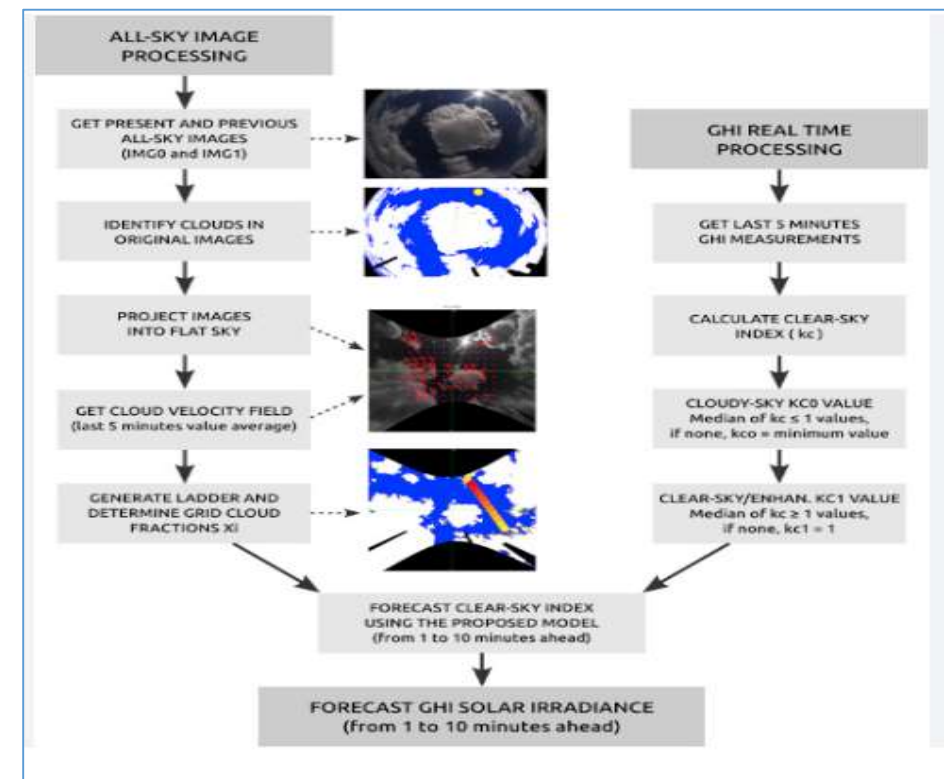 ALL-SKY IMAGE
PROCESSING
GET PRESENT AND PREVIOUS
ALL-SKY IMAGES
(IMG0 and IMG1)
IDENTIFY CLOUDS IN
ORIGINAL IMAGES
PROJECT IMAGES
INTO FLAT SKY
GET CLOUD VELOCITY FIELD
(last 5 minutes value average)
GENERATE LADDER AND
DETERMINE GRID CLOUD
FRACTIONS Xi
GHI REAL TIME
PROCESSING
GET LAST 5 MINUTES
GHI MEASUREMENTS
CALCULATE CLEAR-SKY
INDEX ( kc )
CLOUDY-SKY KC0 VALUE
Median of kc ≤ 1 values,
if none, kco = minimum value
CLEAR-SKY/ENHAN. KC1 VALUE
Median of kc ≥ 1 values,
if none, kc1 = 1
FORECAST CLEAR-SKY INDEX
USING THE PROPOSED MODEL
(from 1 to 10 minutes ahead)
FORECAST GHI SOLAR IRRADIANCE
(from 1 to 10 minutes ahead)